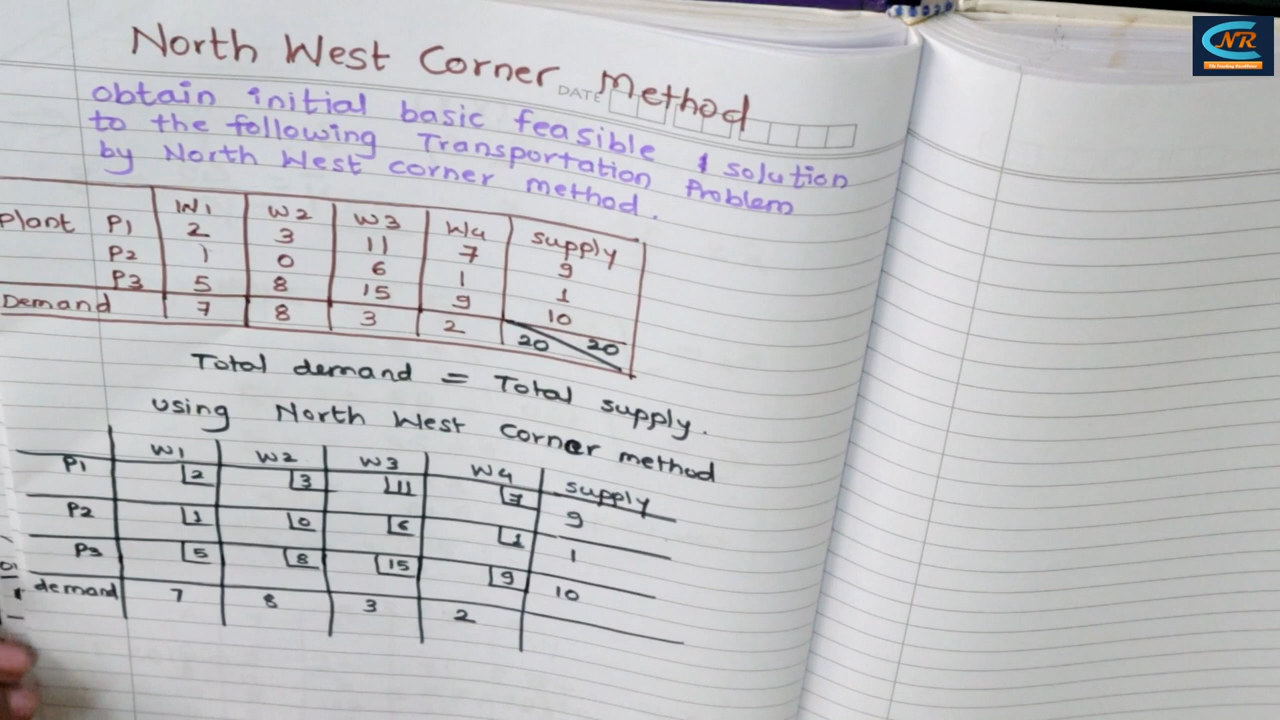 North West Corner Method
DATE
obtain initial basic feasible solution
to the following Transportation Problem
by North West corner method.
W1 W2 W3 W4 supply
Plant P1 2 3 11 7 9
P2 1 0 6 1 1
P3 5 8 15 9 10
Demand 7 8 3 2 20 20
Total demand = Total supply.
using North West Corner method
W1 W2 W3 W4 supply
P1 2 3 11 7 9
P2 1 0 6 1 1
P3 5 8 15 9 10
demand 7 8 3 2
NR